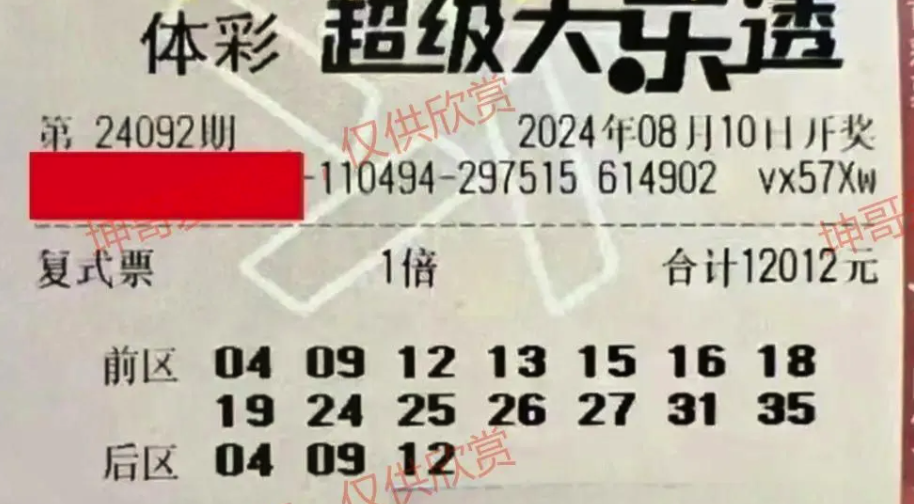 体彩 超级大乐透
第 24092期 2024年08月10日开奖
-110494-297515 614902 vx57Xw
复式票 1倍 合计12012元
前区 04 09 12 13 15 16 18
19 24 25 26 27 31 35
后区 04 09 12
仅供欣赏
坤哥
坤哥
仅供欣赏